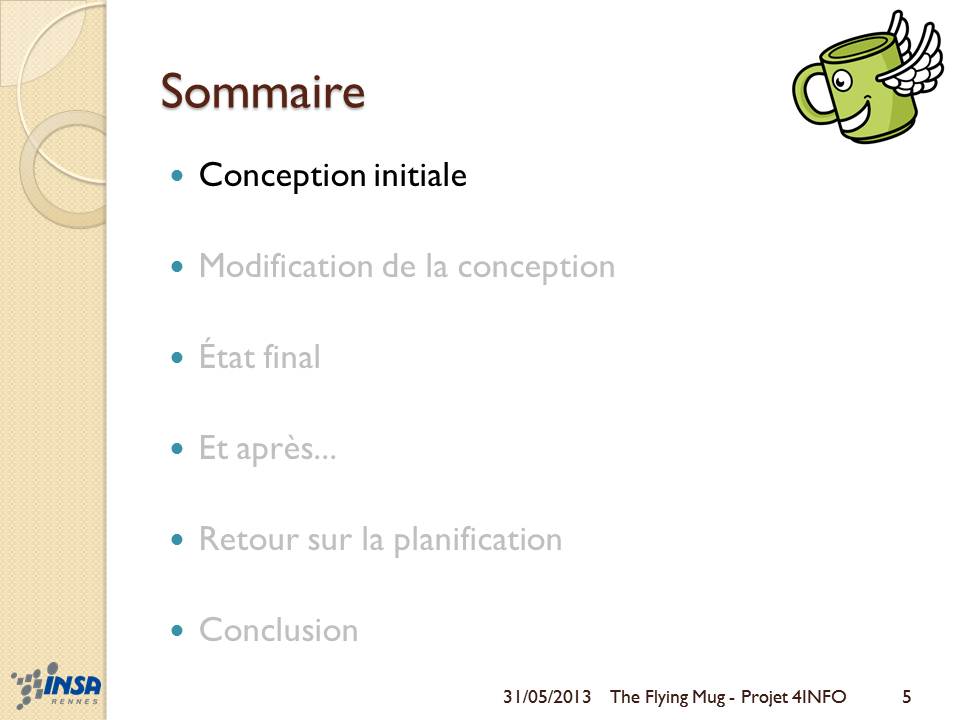 Sommaire
Conception initiale
Modification de la conception
État final
Et après...
Retour sur la planification
Conclusion
INSA
RENNES
31/05/2013 The Flying Mug - Projet 4INFO 5